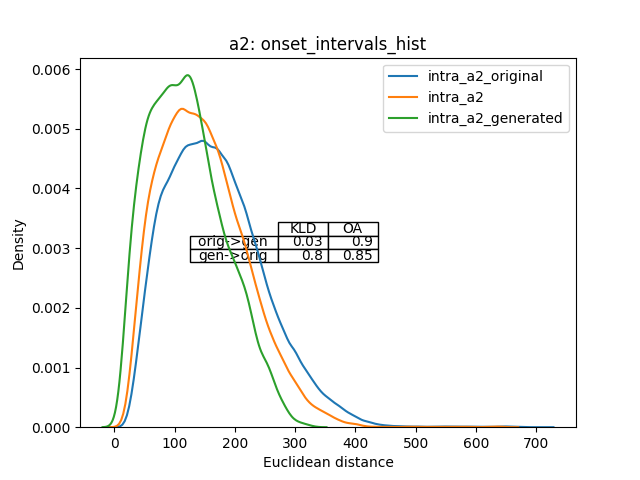 a2: onset_intervals_hist
intra_a2_original
intra_a2
intra_a2_generated
0.006
0.005
0.004
0.003
0.002
0.001
0.000
Density
KLD OA
orig->gen 0.03 0.9
gen->orig 0.8 0.85
0 100 200 300 400 500 600 700
Euclidean distance